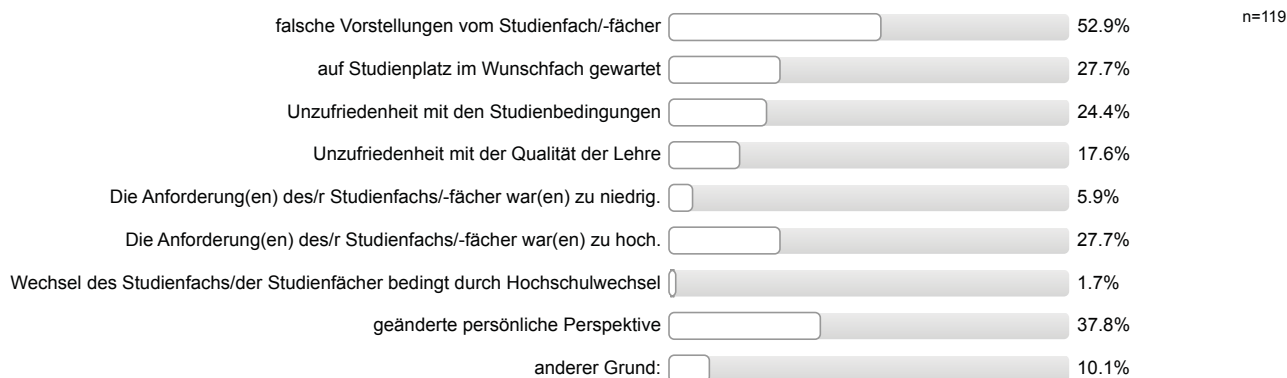 falsche Vorstellungen vom Studienfach/-fächer 52.9% n=119
auf Studienplatz im Wunschfach gewartet 27.7%
Unzufriedenheit mit den Studienbedingungen 24.4%
Unzufriedenheit mit der Qualität der Lehre 17.6%
Die Anforderung(en) des/r Studienfachs/-fächer war(en) zu niedrig. 5.9%
Die Anforderung(en) des/r Studienfachs/-fächer war(en) zu hoch. 27.7%
Wechsel des Studienfachs/der Studienfächer bedingt durch Hochschulwechsel 1.7%
geänderte persönliche Perspektive 37.8%
anderer Grund: 10.1%